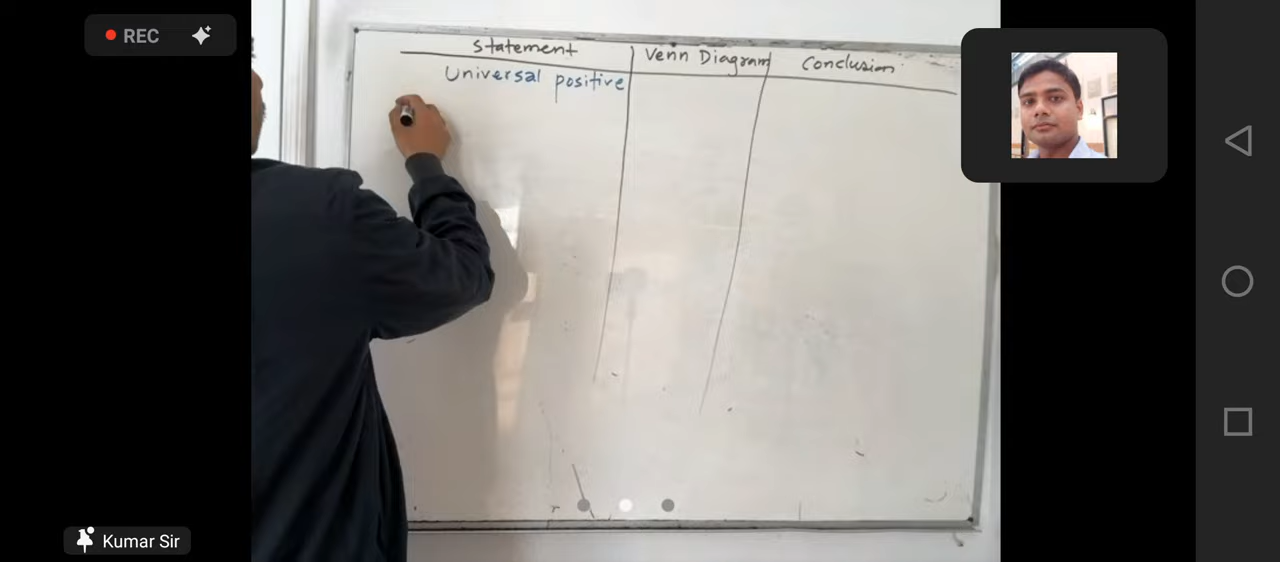 REC
Statement Venn Diagram Conclusion
Universal positive
Kumar Sir